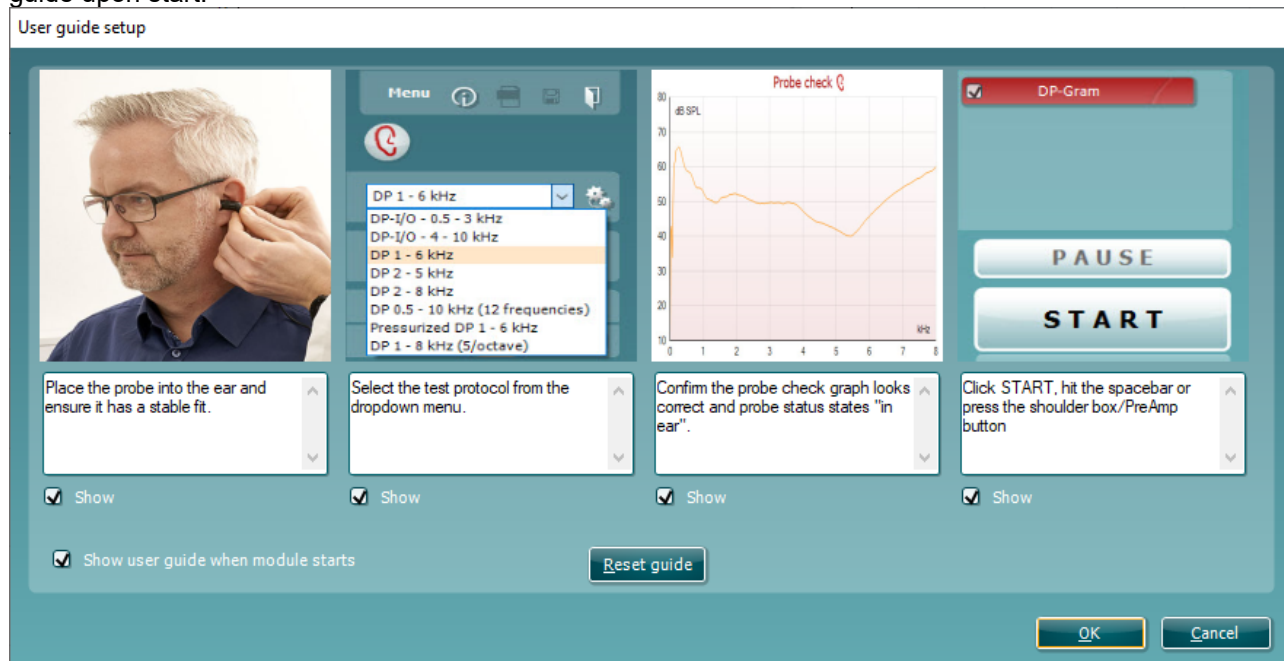 guide upon start.
User guide setup
Menu
DP 1 - 6 kHz
DP-I/O - 0.5 - 3 kHz
DP-I/O - 4 - 10 kHz
DP 1 - 6 kHz
DP 2 - 5 kHz
DP 2 - 8 kHz
DP 0.5 - 10 kHz (12 frequencies)
Pressurized DP 1 - 6 kHz
DP 1 - 8 kHz (5/octave)
Probe check
80
dB SPL
70
60
50
40
30
20
10
kHz
0 1 2 3 4 5 6 7 8
DP-Gram
PAUSE
START
Place the probe into the ear and
ensure it has a stable fit.
Select the test protocol from the
dropdown menu.
Confirm the probe check graph looks
correct and probe status states "in
ear".
Click START, hit the spacebar or
press the shoulder box/PreAmp
button
Show
Show
Show
Show
Show user guide when module starts
Reset guide
OK
Cancel